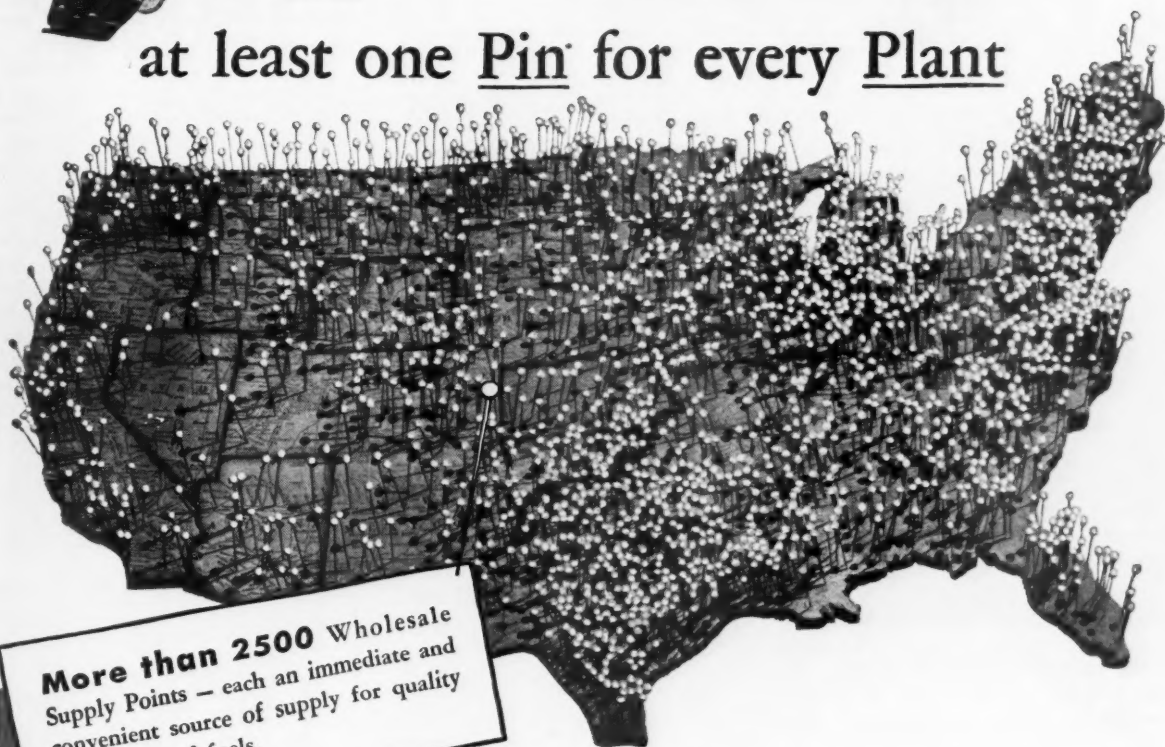 at least one Pin for every Plant
More than 2500 Wholesale
Supply Points — each an immediate and
convenient source of supply for quality
fuels